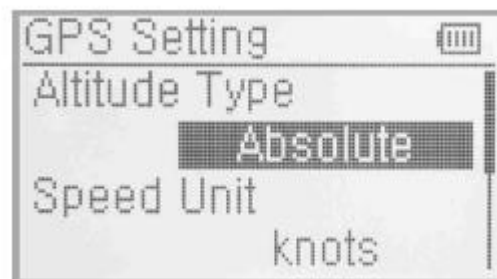 GPS Setting
Altitude Type
Absolute
Speed Unit
knots